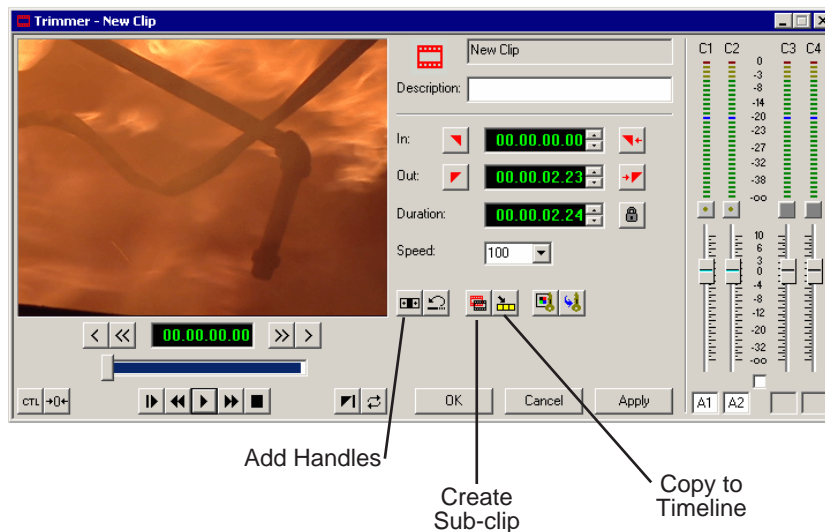 Trimmer - New Clip
New Clip
Description:
In: 00.00.00.00
Out: 00.00.02.23
Duration: 00.00.02.24
Speed: 100
< << 00.00.00.00 >> >
CTL →0←
OK Cancel Apply
C1 C2 C3 C4
0
-3
-8
-14
-20
-23
-27
-32
-38
-oo
10
6
3
0
-4
-8
-12
-20
-32
-oo
A1 A2
Add Handles
Create
Sub-clip
Copy to
Timeline